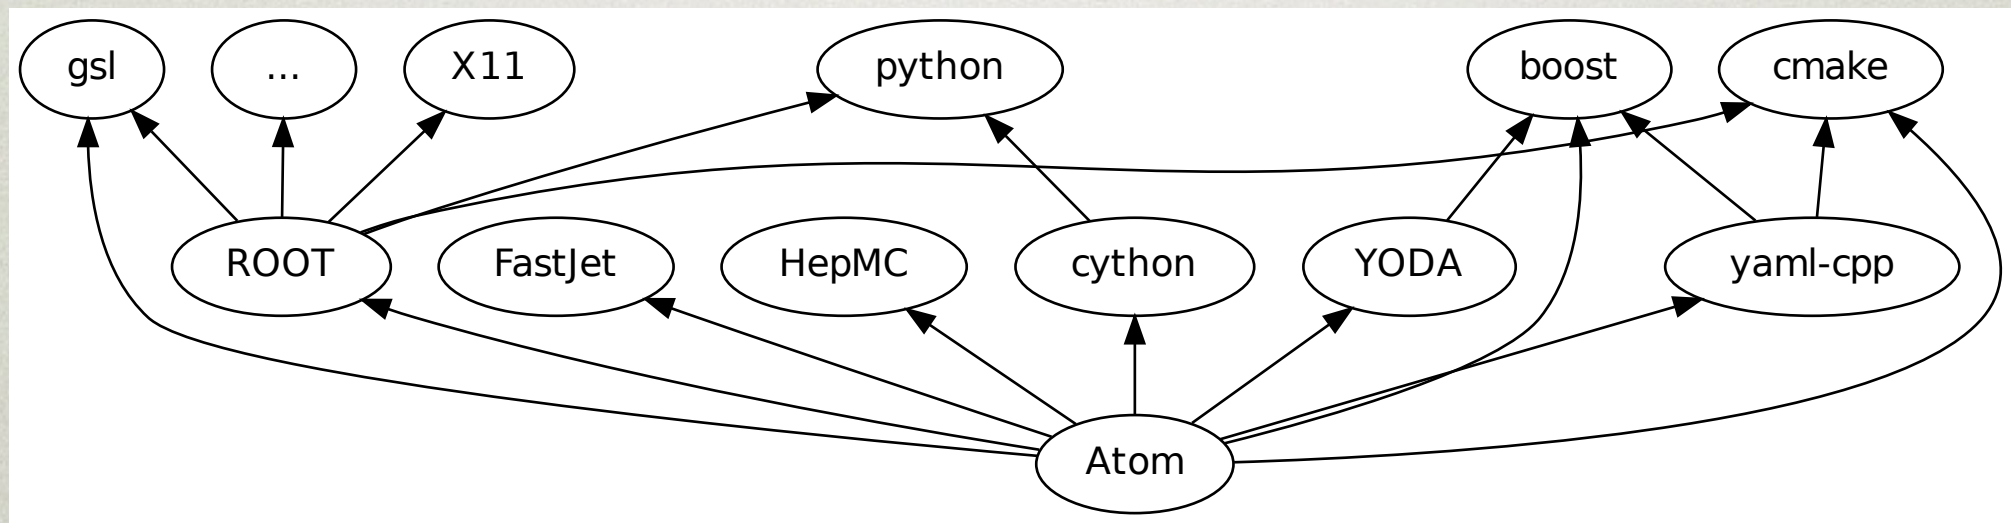 gsl
...
X11
python
boost
cmake
ROOT
FastJet
HepMC
cython
YODA
yaml-cpp
Atom